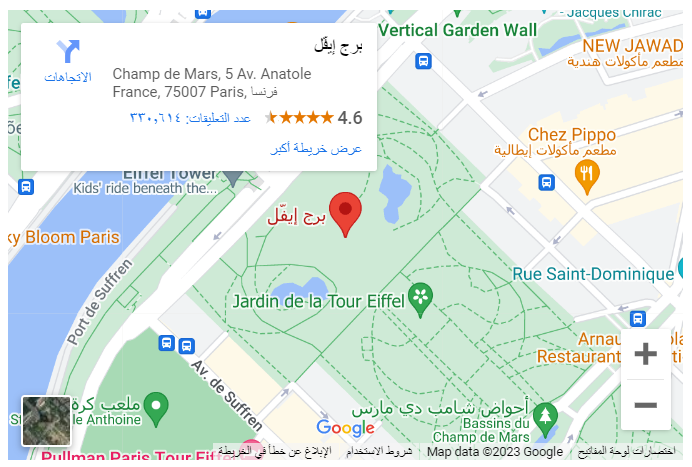 برج إيفّل
الاتجاهات
Champ de Mars, 5 Av. Anatole
France, 75007 Paris, فرنسا
4.6
عدد التعليقات: ٣٣٠٬٦١٤
عرض خريطة أكبر
Jacques Chirac
Vertical Garden Wall
NEW JAWAD
مطعم مأكولات هندية
Chez Pippo
مطعم مأكولات إيطالية
Eiffel Tower
Kids' ride beneath the...
برج إيفّل
Bloom Paris
Port de Suffren
Rue Saint-Dominique
Jardin de la Tour Eiffel
Restaurant
Av. de Suffren
ملعب كرة
Antoine
أحواض شامب دي مارس
Bassins du
Champ de Mars
Pullman Paris Tour Eiffel
Google
اختصارات لوحة المفاتيح
Map data ©2023 Google
شروط الاستخدام
الإبلاغ عن خطأ في الخريطة